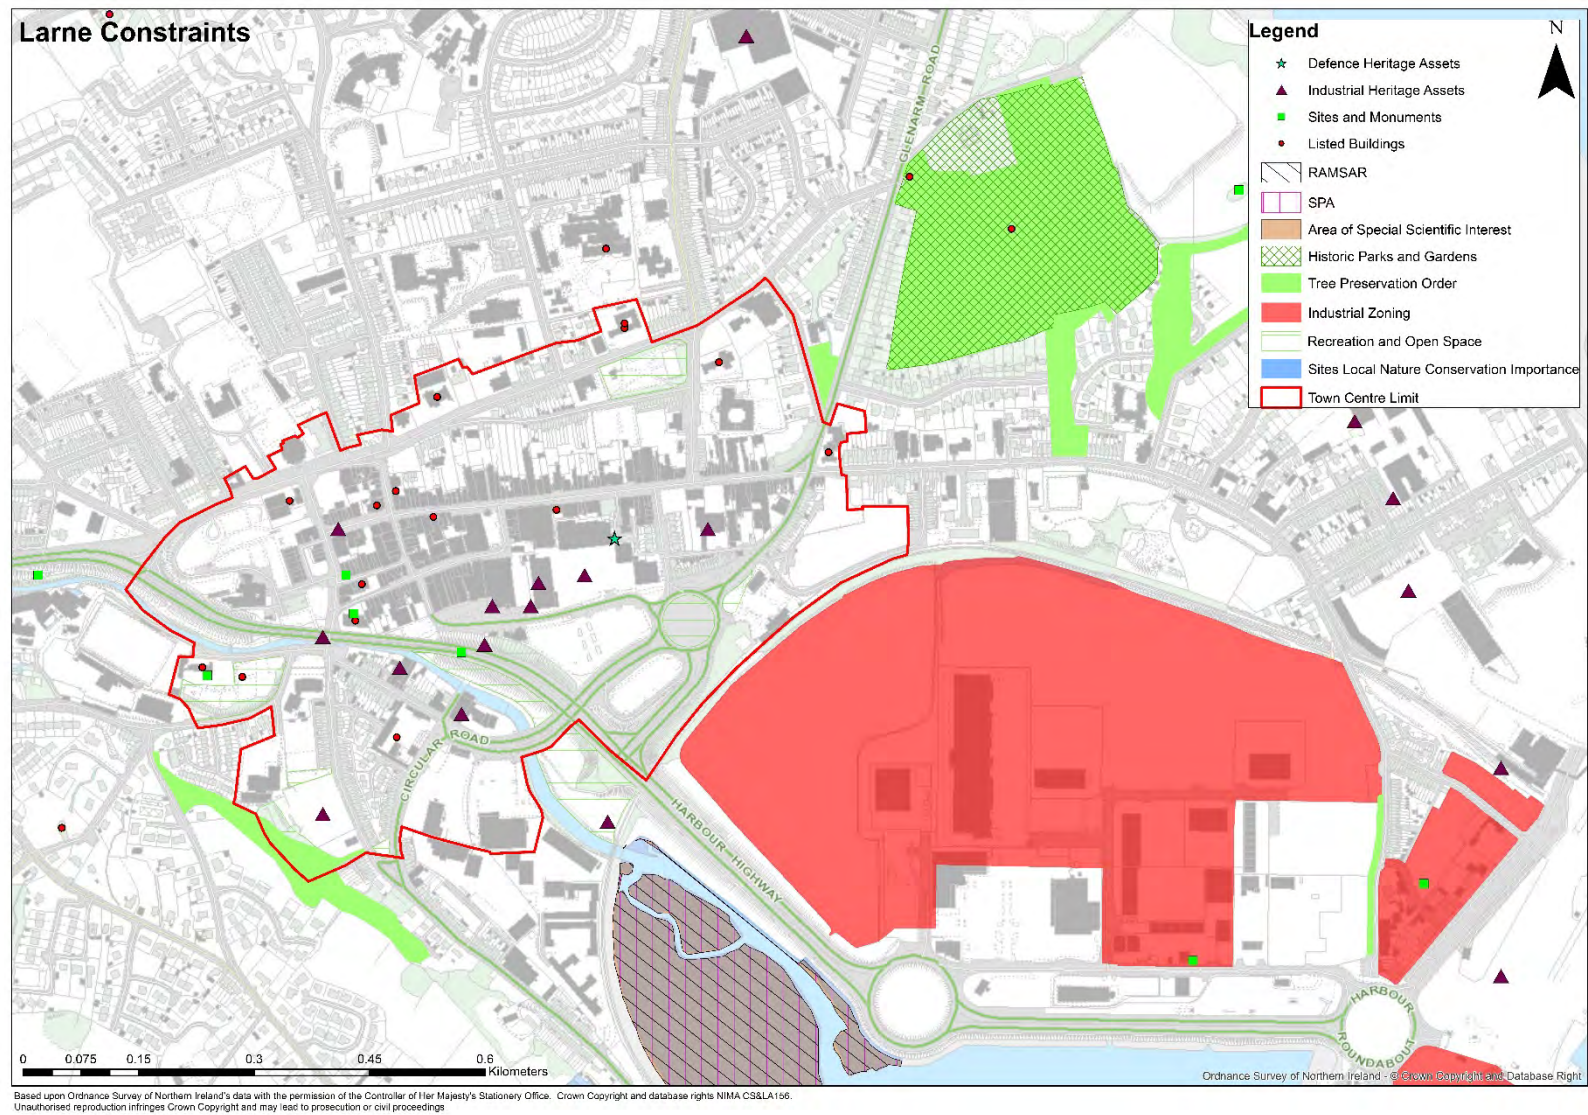 Larne Constraints
Legend
N
Defence Heritage Assets
Industrial Heritage Assets
Sites and Monuments
Listed Buildings
RAMSAR
SPA
Area of Special Scientific Interest
Historic Parks and Gardens
Tree Preservation Order
Industrial Zoning
Recreation and Open Space
Sites Local Nature Conservation Importance
Town Centre Limit
GLENARM ROAD
CIRCULAR ROAD
HARBOUR HIGHWAY
HARBOUR
ROUNDABOUT
0 0.075 0.15 0.3 0.45 0.6
Kilometers
Ordnance Survey of Northern Ireland - © Crown Copyright and Database Right
Based upon Ordnance Survey of Northern Ireland's data with the permission of the Controller of Her Majesty's Stationery Office. Crown Copyright and database rights NIMA CS&LA156.
Unauthorised reproduction infringes Crown Copyright and may lead to prosecution or civil proceedings